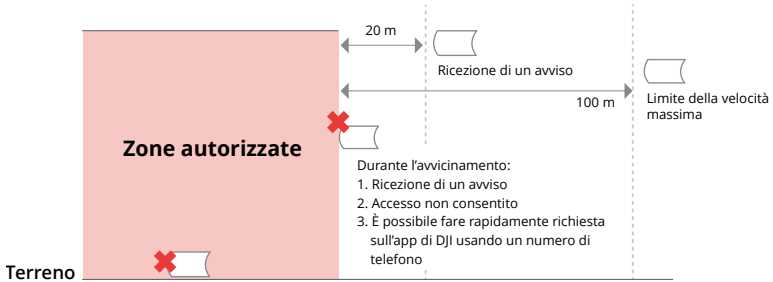 20 m
Ricezione di un avviso
100 m
Limite della velocità
massima
Zone autorizzate
Durante l’avvicinamento:
1. Ricezione di un avviso
2. Accesso non consentito
3. È possibile fare rapidamente richiesta
sull’app di DJI usando un numero di
telefono
Terreno